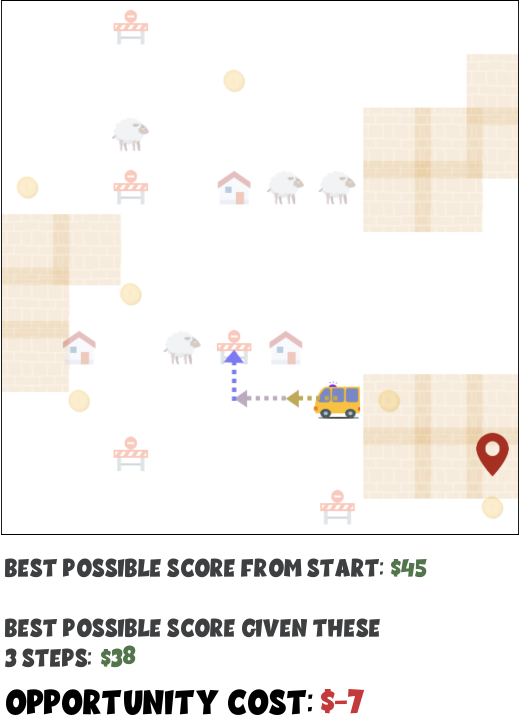 BEST POSSIBLE SCORE FROM START: $45
BEST POSSIBLE SCORE GIVEN THESE
3 STEPS: $38
OPPORTUNITY COST: $-7